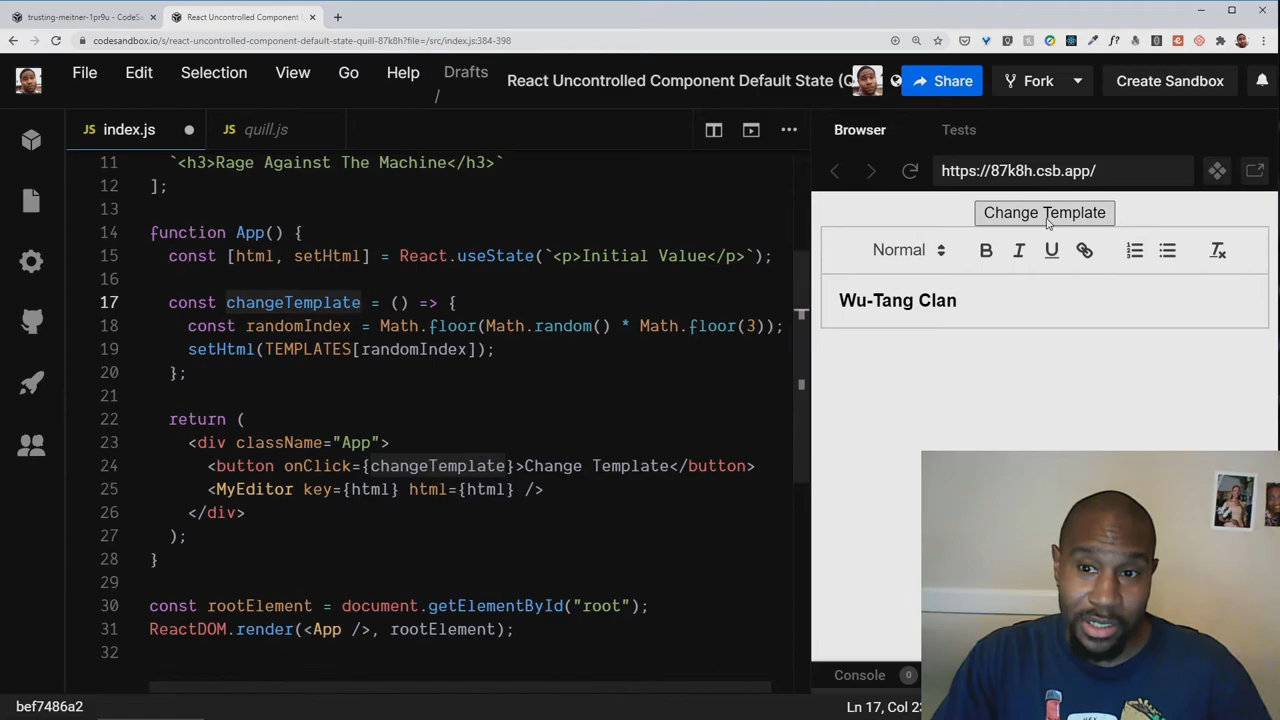 trusting-meitner-1pr9u - CodeSa
React Uncontrolled Component
codesandbox.io/s/react-uncontrolled-component-default-state-quill-87k8h?file=/src/index.js:384-398
File Edit Selection View Go Help Drafts
/
React Uncontrolled Component Default State (Q
Share Fork Create Sandbox
JS index.js JS quill.js
Browser Tests
https://87k8h.csb.app/
11 `<h3>Rage Against The Machine</h3>`
12 ];
13
14 function App() {
15 const [html, setHtml] = React.useState(`<p>Initial Value</p>`);
16
17 const changeTemplate = () => {
18 const randomIndex = Math.floor(Math.random() * Math.floor(3));
19 setHtml(TEMPLATES[randomIndex]);
20 };
21
22 return (
23 <div className="App">
24 <button onClick={changeTemplate}>Change Template</button>
25 <MyEditor key={html} html={html} />
26 </div>
27 );
28 }
29
30 const rootElement = document.getElementById("root");
31 ReactDOM.render(<App />, rootElement);
32
Change Template
Normal B I U
Wu-Tang Clan
Console 0
bef7486a2
Ln 17, Col 2